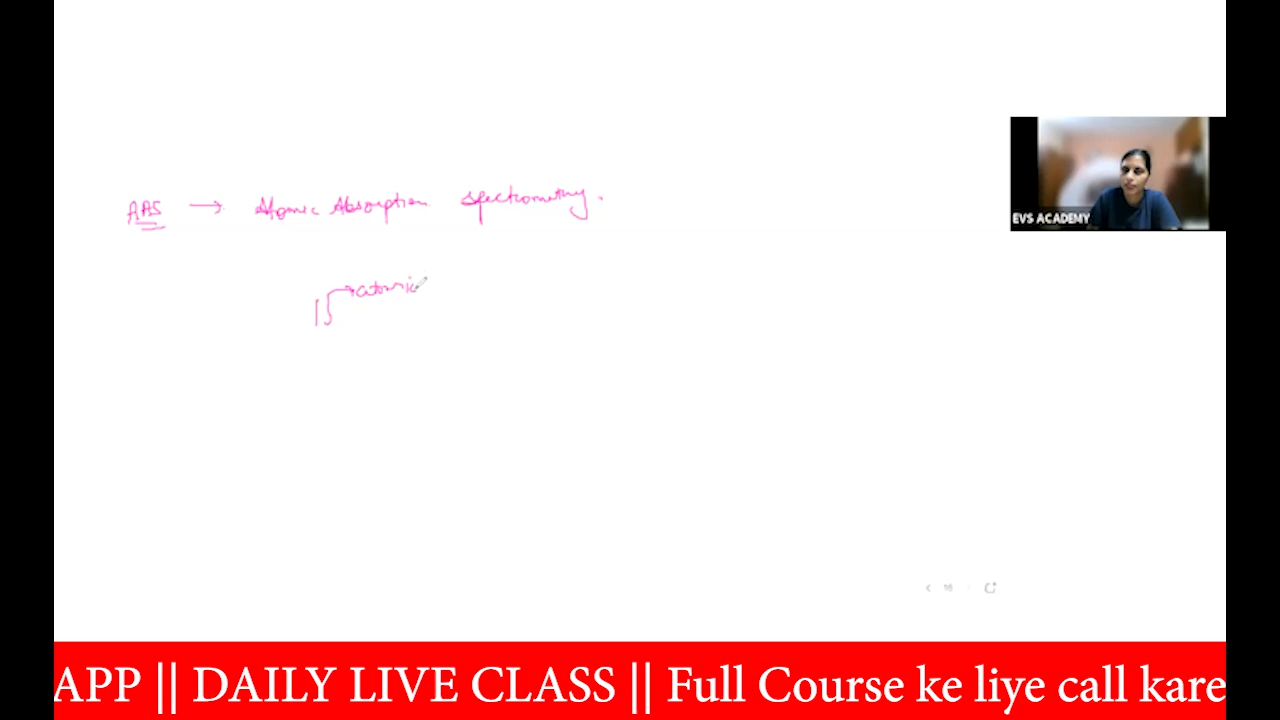 AAS → Atomic Absorption Spectrometry.
atomic
EVS ACADEMY
APP || DAILY LIVE CLASS || Full Course ke liye call kare